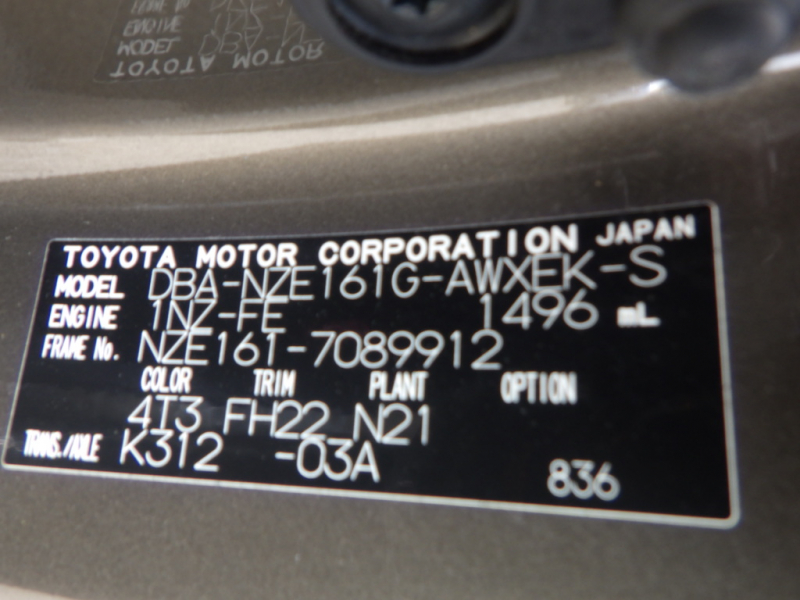 TOYOTA MOTOR CORPORATION JAPAN
MODEL DBA-NZE161G-AWXEK-S
ENGINE 1NZ-FE 1496 mL
FRAME No. NZE161-7089912
COLOR TRIM PLANT OPTION
4T3 FH22 N21
TRANS./AXLE K312 -03A 836